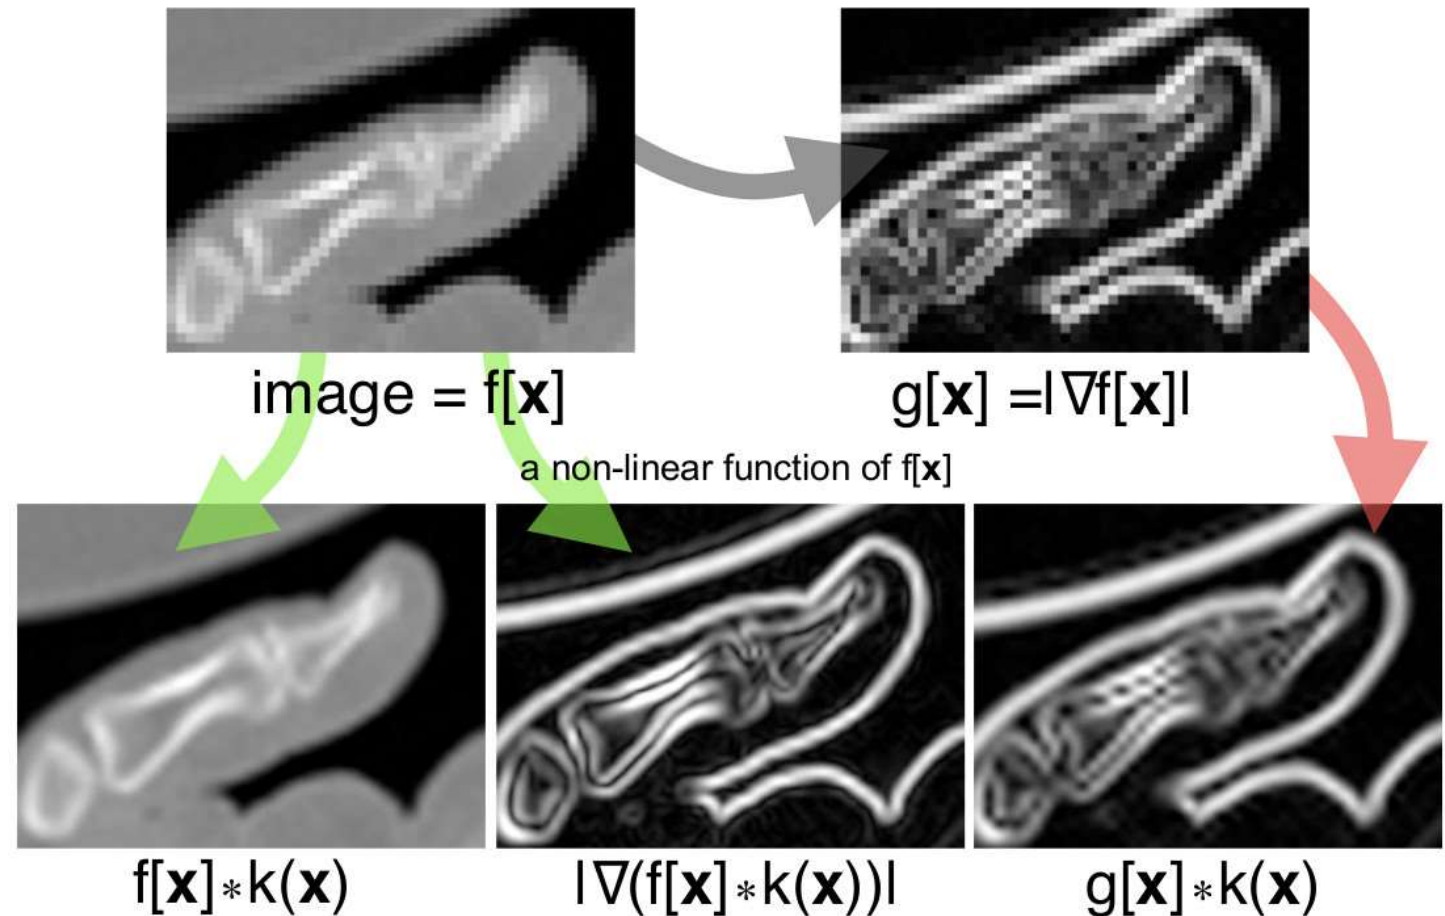 image = f[x]
g[x] =|∇f[x]|
a non-linear function of f[x]
f[x]*k(x)
|∇(f[x]*k(x))|
g[x]*k(x)